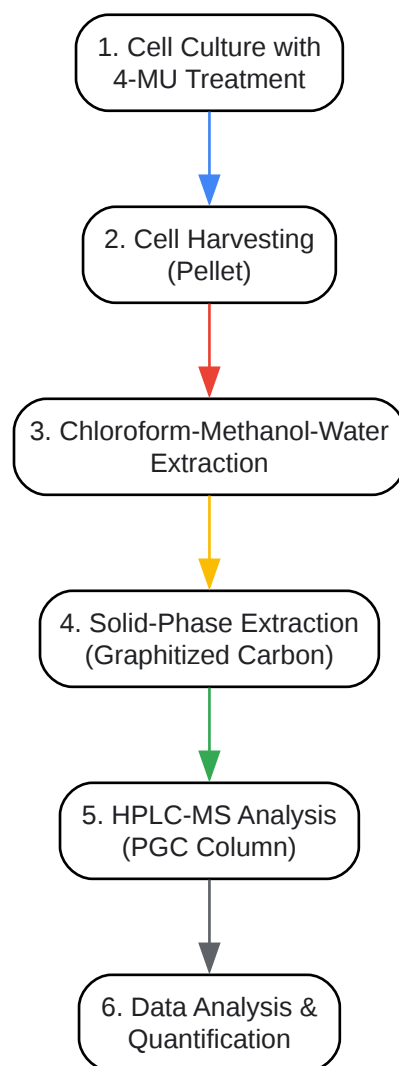 1. Cell Culture with
4-MU Treatment
2. Cell Harvesting
(Pellet)
3. Chloroform-Methanol-Water
Extraction
4. Solid-Phase Extraction
(Graphitized Carbon)
5. HPLC-MS Analysis
(PGC Column)
6. Data Analysis &
Quantification